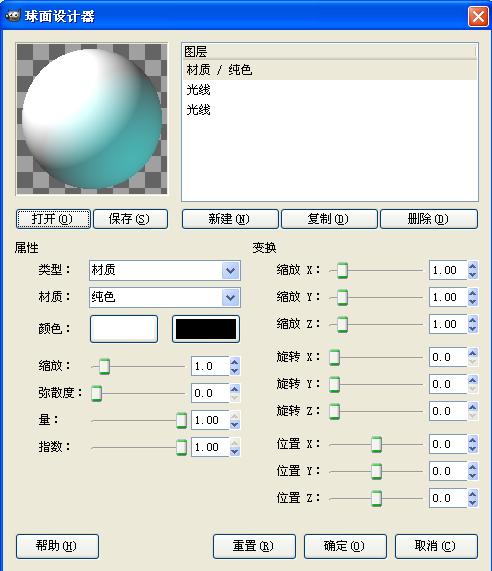 球面设计器
图层
材质 / 纯色
光线
光线
打开(O) 保存(S) 新建(N) 复制(D) 删除(D)
属性
类型： 材质
材质： 纯色
颜色：
缩放： 1.0
弥散度： 0.0
量： 1.00
指数： 1.00
变换
缩放 X： 1.00
缩放 Y： 1.00
缩放 Z： 1.00
旋转 X： 0.0
旋转 Y： 0.0
旋转 Z： 0.0
位置 X： 0.0
位置 Y： 0.0
位置 Z： 0.0
帮助(H) 重置(R) 确定(O) 取消(C)